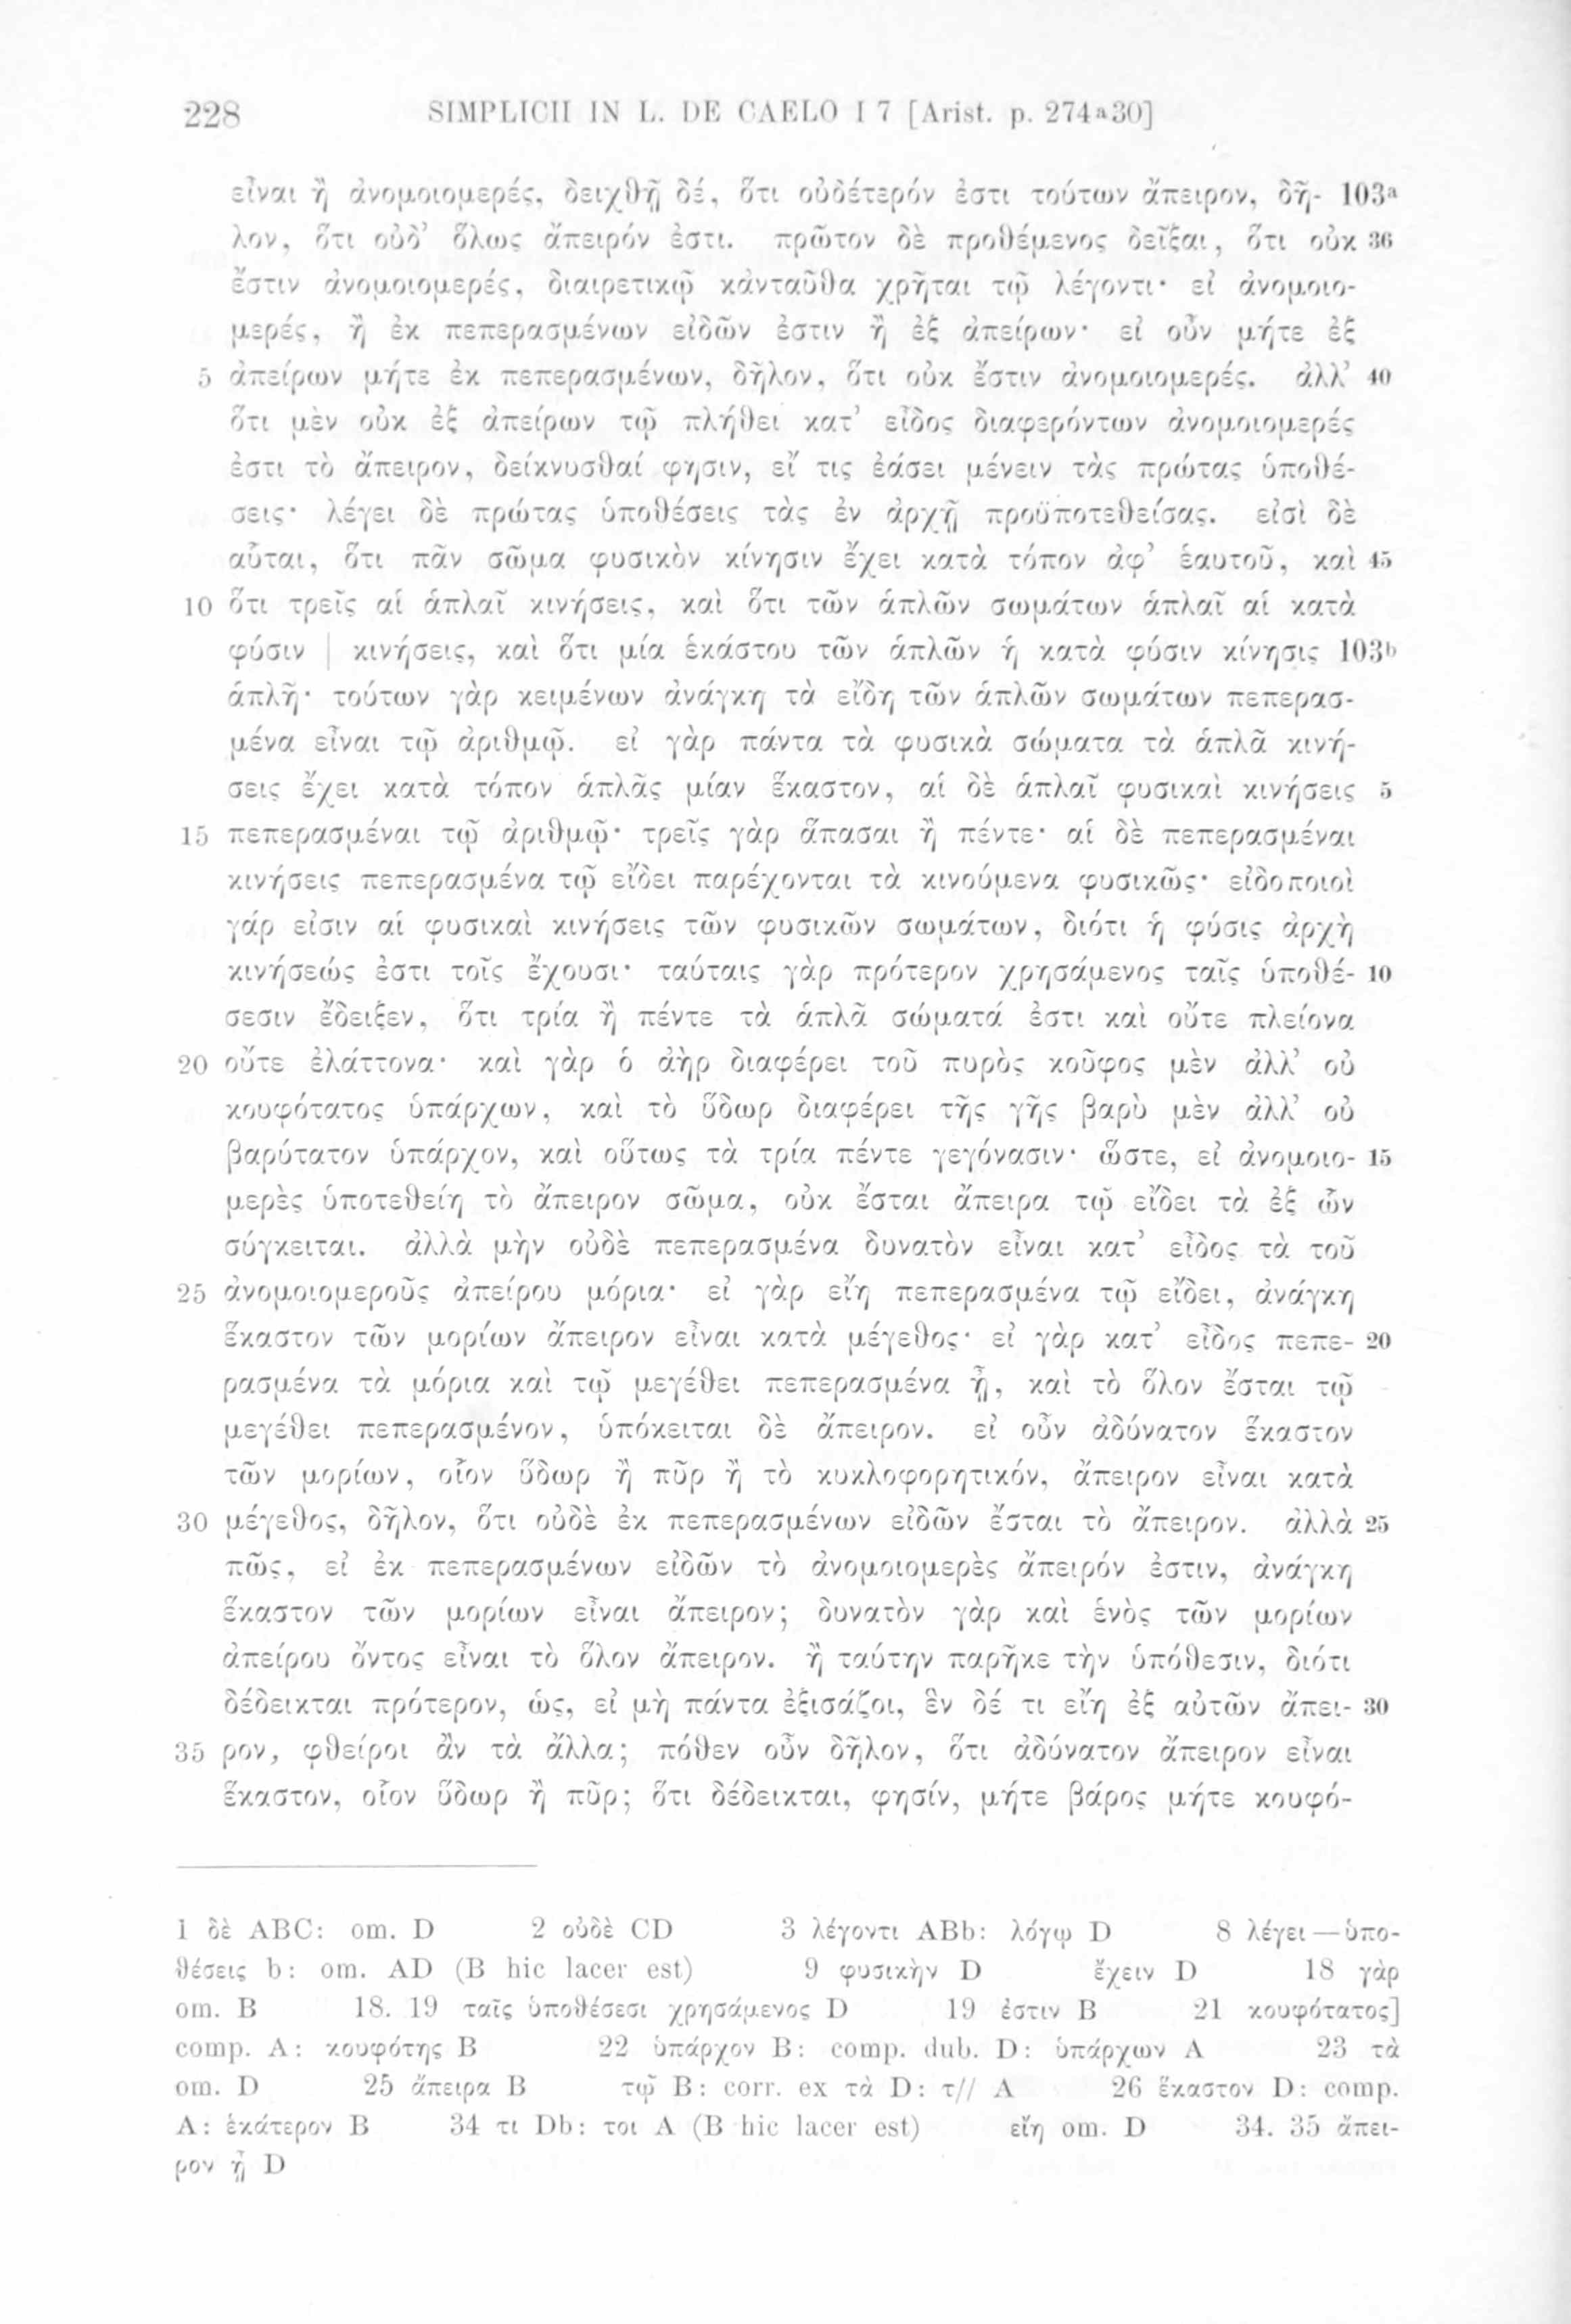 228 SIMPLICII IN L. DE CAELO I 7 [Arist. p. 274ᵃ30]
εἶναι ἢ ἀνομοιομερές, δειχθῇ δέ, ὅτι οὐδέτερόν ἐστι τούτων ἄπειρον, δῆ- 103ᵃ
λον, ὅτι οὐδ’ ὅλως ἄπειρόν ἐστι. πρῶτον δὲ προθέμενος δεῖξαι, ὅτι οὐκ 36
ἔστιν ἀνομοιομερές, διαιρετικῷ κἀνταῦθα χρῆται τῷ λέγοντι· εἰ ἀνομοιο-
μερές, ἢ ἐκ πεπερασμένων εἰδῶν ἐστιν ἢ ἐξ ἀπείρων· εἰ οὖν μήτε ἐξ
5 ἀπείρων μήτε ἐκ πεπερασμένων, δῆλον, ὅτι οὐκ ἔστιν ἀνομοιομερές. ἀλλ’ 40
ὅτι μὲν οὐκ ἐξ ἀπείρων τῷ πλήθει κατ’ εἶδος διαφερόντων ἀνομοιομερές
ἐστι τὸ ἄπειρον, δείκνυσθαί φησιν, εἴ τις ἐάσει μένειν τὰς πρώτας ὑποθέ-
σεις· λέγει δὲ πρώτας ὑποθέσεις τὰς ἐν ἀρχῇ προϋποτεθείσας. εἰσὶ δὲ
αὗται, ὅτι πᾶν σῶμα φυσικὸν κίνησιν ἔχει κατὰ τόπον ἀφ’ ἑαυτοῦ, καὶ 45
10 ὅτι τρεῖς αἱ ἁπλαῖ κινήσεις, καὶ ὅτι τῶν ἁπλῶν σωμάτων ἁπλαῖ αἱ κατὰ
φύσιν | κινήσεις, καὶ ὅτι μία ἑκάστου τῶν ἁπλῶν ἡ κατὰ φύσιν κίνησις 103ᵇ
ἁπλῆ· τούτων γὰρ κειμένων ἀνάγκη τὰ εἴδη τῶν ἁπλῶν σωμάτων πεπερασ-
μένα εἶναι τῷ ἀριθμῷ. εἰ γὰρ πάντα τὰ φυσικὰ σώματα τὰ ἁπλᾶ κινή-
σεις ἔχει κατὰ τόπον ἁπλᾶς μίαν ἕκαστον, αἱ δὲ ἁπλαῖ φυσικαὶ κινήσεις 5
15 πεπερασμέναι τῷ ἀριθμῷ· τρεῖς γὰρ ἅπασαι ἢ πέντε· αἱ δὲ πεπερασμέναι
κινήσεις πεπερασμένα τῷ εἴδει παρέχονται τὰ κινούμενα φυσικῶς· εἰδοποιοὶ
γάρ εἰσιν αἱ φυσικαὶ κινήσεις τῶν φυσικῶν σωμάτων, διότι ἡ φύσις ἀρχὴ
κινήσεώς ἐστι τοῖς ἔχουσι· ταύταις γὰρ πρότερον χρησάμενος ταῖς ὑποθέ- 10
σεσιν ἔδειξεν, ὅτι τρία ἢ πέντε τὰ ἁπλᾶ σώματά ἐστι καὶ οὔτε πλείονα
20 οὔτε ἐλάττονα· καὶ γὰρ ὁ ἀὴρ διαφέρει τοῦ πυρὸς κοῦφος μὲν ἀλλ’ οὐ
κουφότατος ὑπάρχων, καὶ τὸ ὕδωρ διαφέρει τῆς γῆς βαρὺ μὲν ἀλλ’ οὐ
βαρύτατον ὑπάρχον, καὶ οὕτως τὰ τρία πέντε γεγόνασιν· ὥστε, εἰ ἀνομοιο- 15
μερὲς ὑποτεθείη τὸ ἄπειρον σῶμα, οὐκ ἔσται ἄπειρα τῷ εἴδει τὰ ἐξ ὧν
σύγκειται. ἀλλὰ μὴν οὐδὲ πεπερασμένα δυνατὸν εἶναι κατ’ εἶδος τὰ τοῦ
25 ἀνομοιομεροῦς ἀπείρου μόρια· εἰ γὰρ εἴη πεπερασμένα τῷ εἴδει, ἀνάγκη
ἕκαστον τῶν μορίων ἄπειρον εἶναι κατὰ μέγεθος· εἰ γὰρ κατ’ εἶδος πεπε- 20
ρασμένα τὰ μόρια καὶ τῷ μεγέθει πεπερασμένα ᾖ, καὶ τὸ ὅλον ἔσται τῷ
μεγέθει πεπερασμένον, ὑπόκειται δὲ ἄπειρον. εἰ οὖν ἀδύνατον ἕκαστον
τῶν μορίων, οἷον ὕδωρ ἢ πῦρ ἢ τὸ κυκλοφορητικόν, ἄπειρον εἶναι κατὰ
30 μέγεθος, δῆλον, ὅτι οὐδὲ ἐκ πεπερασμένων εἰδῶν ἔσται τὸ ἄπειρον. ἀλλὰ 25
πῶς, εἰ ἐκ πεπερασμένων εἰδῶν τὸ ἀνομοιομερὲς ἄπειρόν ἐστιν, ἀνάγκη
ἕκαστον τῶν μορίων εἶναι ἄπειρον; δυνατὸν γὰρ καὶ ἑνὸς τῶν μορίων
ἀπείρου ὄντος εἶναι τὸ ὅλον ἄπειρον. ἢ ταύτην παρῆκε τὴν ὑπόθεσιν, διότι
δέδεικται πρότερον, ὡς, εἰ μὴ πάντα ἐξισάζοι, ἓν δέ τι εἴη ἐξ αὐτῶν ἄπει- 30
35 ρον, φθείροι ἂν τὰ ἄλλα; πόθεν οὖν δῆλον, ὅτι ἀδύνατον ἄπειρον εἶναι
ἕκαστον, οἷον ὕδωρ ἢ πῦρ; ὅτι δέδεικται, φησίν, μήτε βάρος μήτε κουφό-
1 δὲ ABC: om. D 2 οὐδὲ CD 3 λέγοντι ABb: λόγῳ D 8 λέγει — ὑπο-
θέσεις b: om. AD (B hic lacer est) 9 φυσικὴν D ἔχειν D 18 γὰρ
om. B 18. 19 ταῖς ὑποθέσεσι χρησάμενος D 19 ἐστιν B 21 κουφότατος]
comp. A: κουφότης B 22 ὑπάρχον B: comp. dub. D: ὑπάρχων A 23 τὰ
om. D 25 ἄπειρα B τῷ B: corr. ex τὰ D: τ// A 26 ἕκαστον D: comp.
A: ἑκάτερον B 34 τι Db: τοι A (B hic lacer est) εἴη om. D 34. 35 ἄπει-
ρον ᾖ D